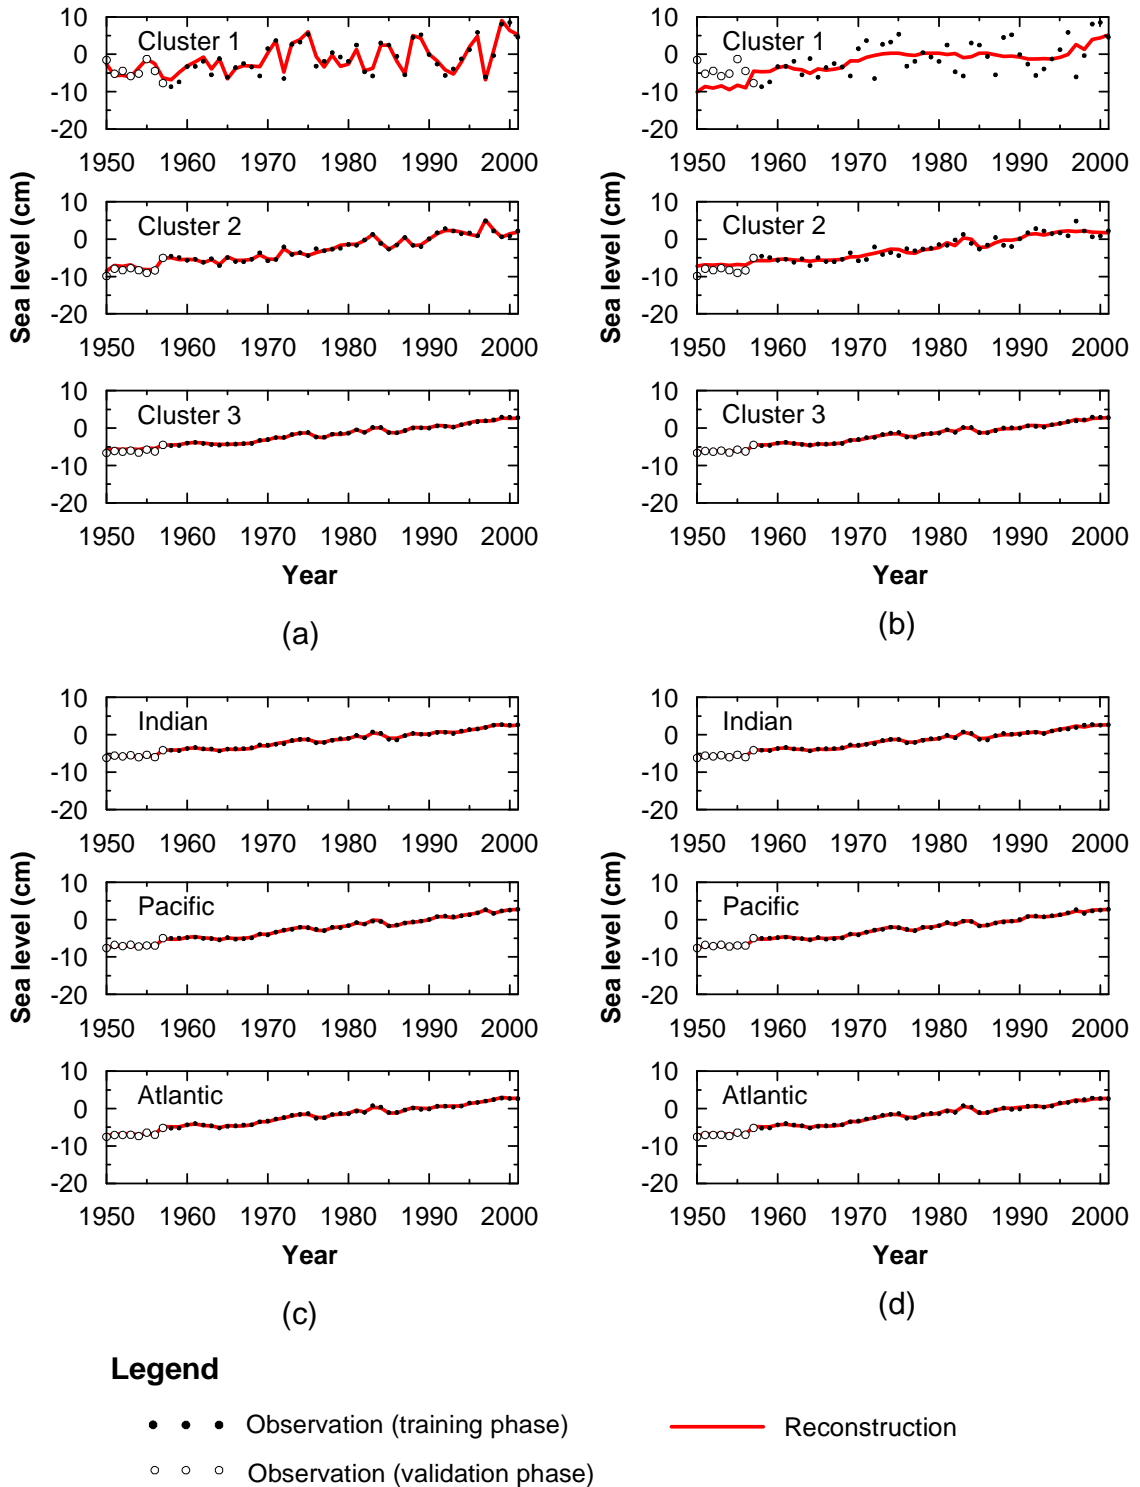 10
0
-10
-20
Cluster 1
1950 1960 1970 1980 1990 2000
10
0
-10
-20
Cluster 2
1950 1960 1970 1980 1990 2000
10
0
-10
-20
Cluster 3
1950 1960 1970 1980 1990 2000
Sea level (cm)
Year
(a)
10
0
-10
-20
Cluster 1
1950 1960 1970 1980 1990 2000
10
0
-10
-20
Cluster 2
1950 1960 1970 1980 1990 2000
10
0
-10
-20
Cluster 3
1950 1960 1970 1980 1990 2000
Sea level (cm)
Year
(b)
10
0
-10
-20
Indian
1950 1960 1970 1980 1990 2000
10
0
-10
-20
Pacific
1950 1960 1970 1980 1990 2000
10
0
-10
-20
Atlantic
1950 1960 1970 1980 1990 2000
Sea level (cm)
Year
(c)
10
0
-10
-20
Indian
1950 1960 1970 1980 1990 2000
10
0
-10
-20
Pacific
1950 1960 1970 1980 1990 2000
10
0
-10
-20
Atlantic
1950 1960 1970 1980 1990 2000
Sea level (cm)
Year
(d)
Legend
Observation (training phase)
Reconstruction
Observation (validation phase)